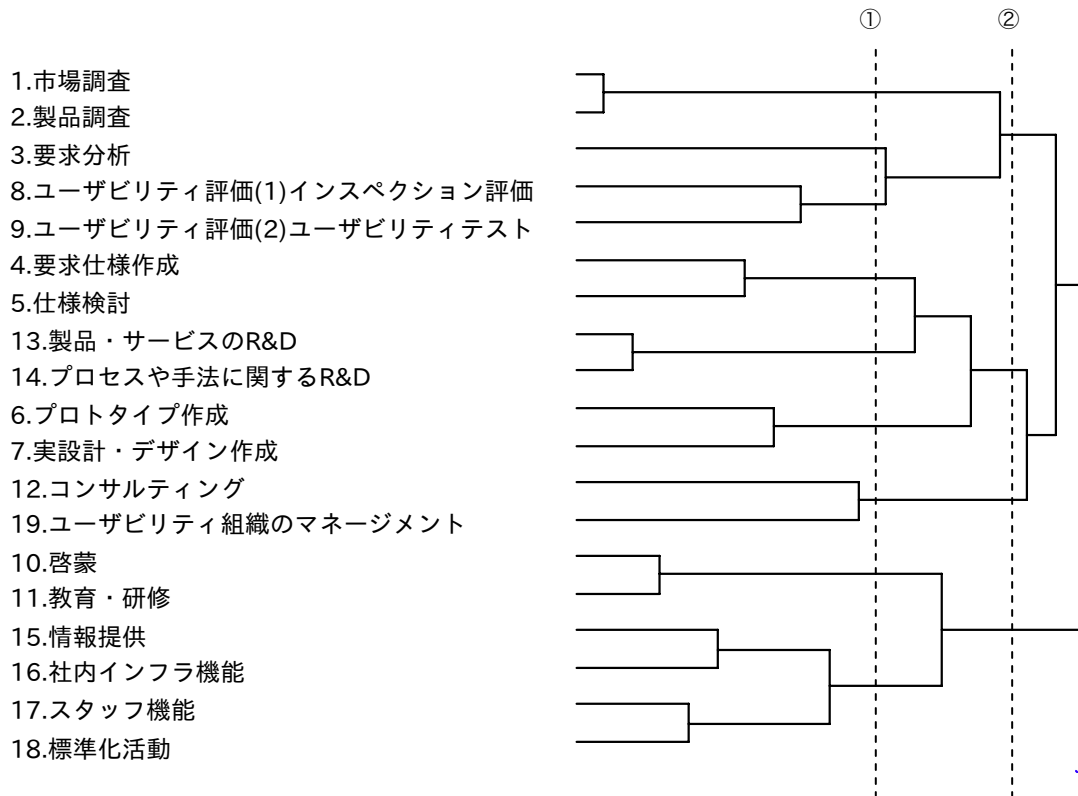 ① ②
1.市場調査
2.製品調査
3.要求分析
8.ユーザビリティ評価(1)インスペクション評価
9.ユーザビリティ評価(2)ユーザビリティテスト
4.要求仕様作成
5.仕様検討
13.製品・サービスのR&D
14.プロセスや手法に関するR&D
6.プロトタイプ作成
7.実設計・デザイン作成
12.コンサルティング
19.ユーザビリティ組織のマネージメント
10.啓蒙
11.教育・研修
15.情報提供
16.社内インフラ機能
17.スタッフ機能
18.標準化活動